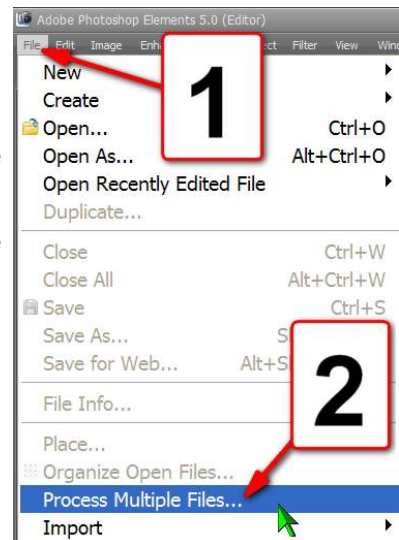 Adobe Photoshop Elements 5.0 (Editor)
File Edit Image Enh ct Filter View Wind
1
New
Create
Open... Ctrl+O
Open As... Alt+Ctrl+O
Open Recently Edited File
Duplicate...
Close Ctrl+W
Close All Alt+Ctrl+W
Save Ctrl+S
Save As... S
Save for Web... Alt+S
2
File Info...
Place...
Organize Open Files...
Process Multiple Files...
Import